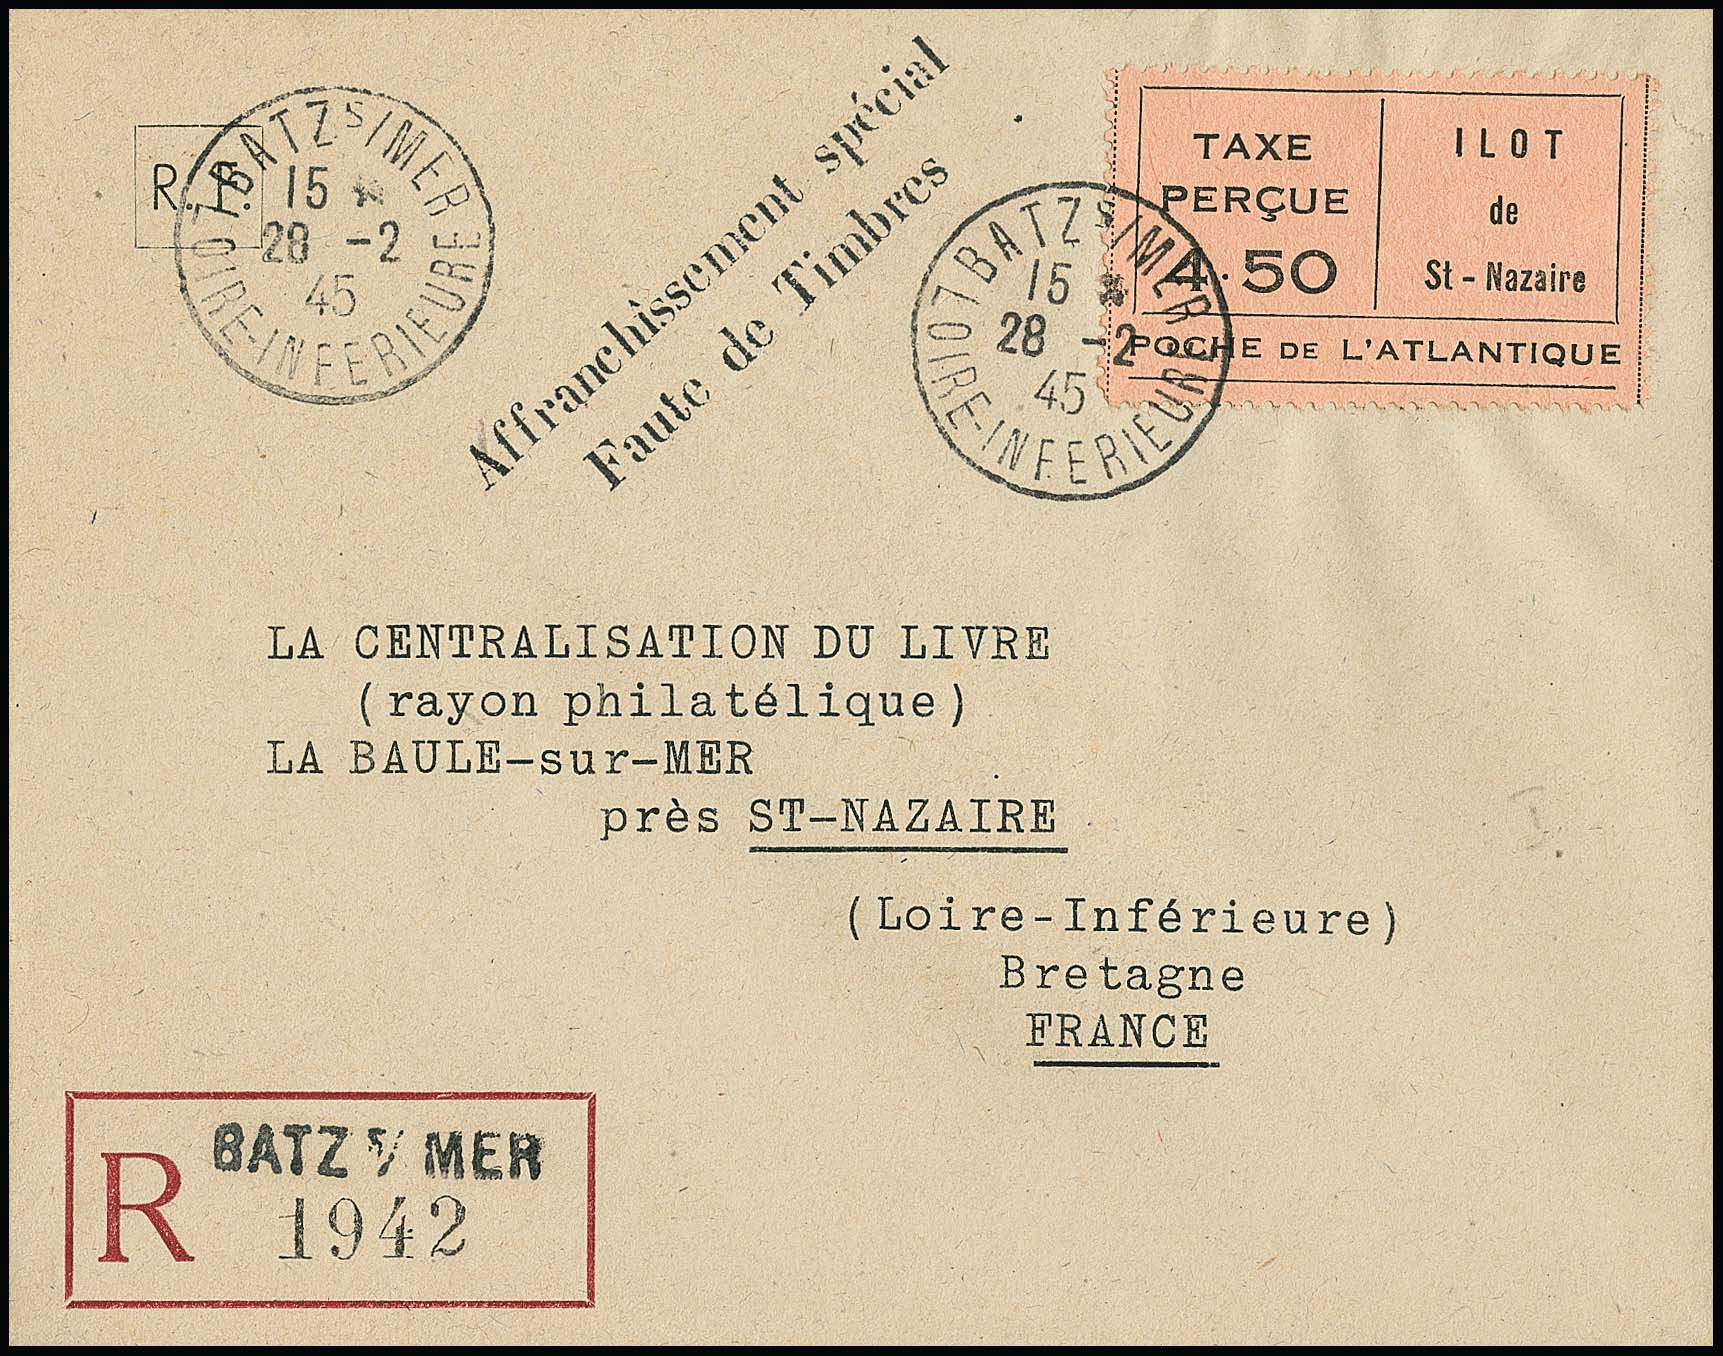 R. P.
BATZ S/MER
15 *
28 -2
45
LOIRE-INFERIEURE
Affranchissement spécial
Faute de Timbres
BATZ S/MER
15 *
28 -2
45
LOIRE-INFERIEURE
TAXE
PERÇUE
4.50
ILOT
de
St - Nazaire
POCHE DE L'ATLANTIQUE
LA CENTRALISATION DU LIVRE
(rayon philatélique)
LA BAULE-sur-MER
près ST-NAZAIRE
(Loire-Inférieure)
Bretagne
FRANCE
R
BATZ S/ MER
1942